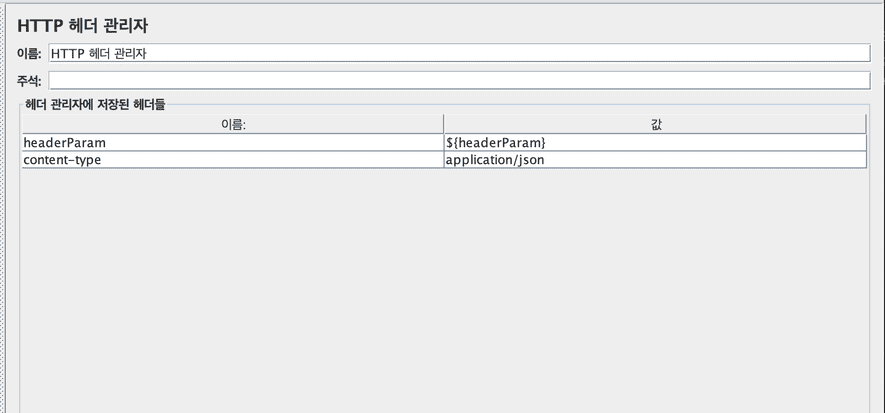 HTTP 헤더 관리자
이름: HTTP 헤더 관리자
주석:
헤더 관리자에 저장된 헤더들
이름: 값
headerParam ${headerParam}
content-type application/json